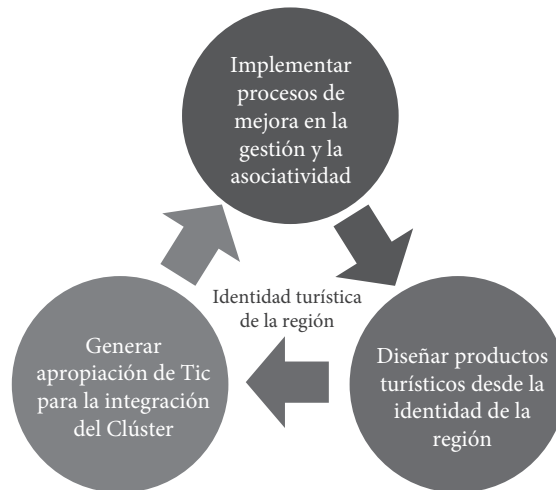 Implementar
procesos de
mejora en la
gestión y la
asociatividad
Identidad turística
de la región
Generar
apropiación de Tic
para la integración
del Clúster
Diseñar productos
turísticos desde la
identidad de la
región